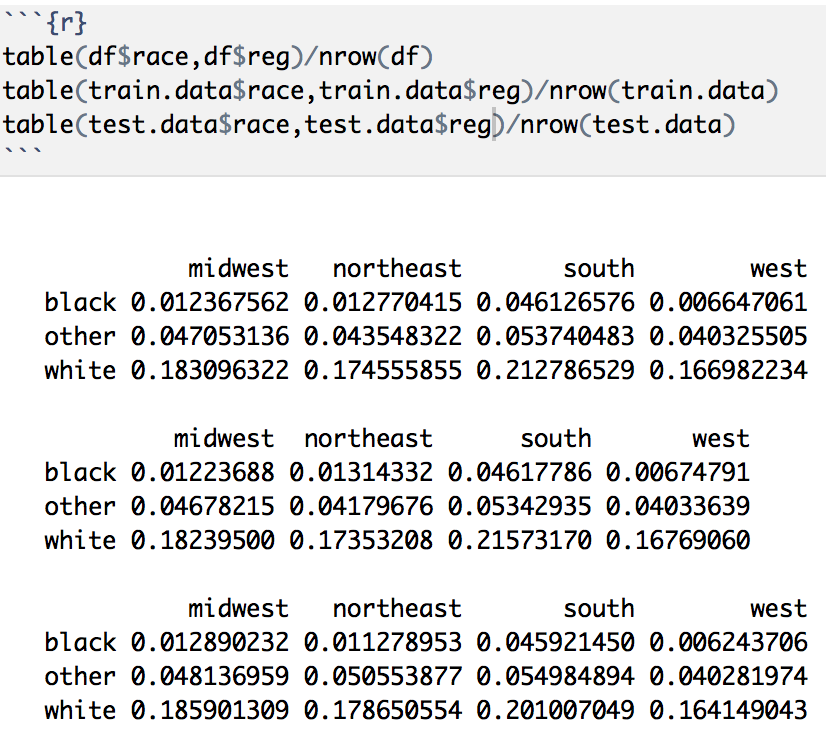 ```{r}
table(df$race,df$reg)/nrow(df)
table(train.data$race,train.data$reg)/nrow(train.data)
table(test.data$race,test.data$reg)/nrow(test.data)
```
midwest northeast south west
black 0.012367562 0.012770415 0.046126576 0.006647061
other 0.047053136 0.043548322 0.053740483 0.040325505
white 0.183096322 0.174555855 0.212786529 0.166982234
midwest northeast south west
black 0.01223688 0.01314332 0.04617786 0.00674791
other 0.04678215 0.04179676 0.05342935 0.04033639
white 0.18239500 0.17353208 0.21573170 0.16769060
midwest northeast south west
black 0.012890232 0.011278953 0.045921450 0.006243706
other 0.048136959 0.050553877 0.054984894 0.040281974
white 0.185901309 0.178650554 0.201007049 0.164149043